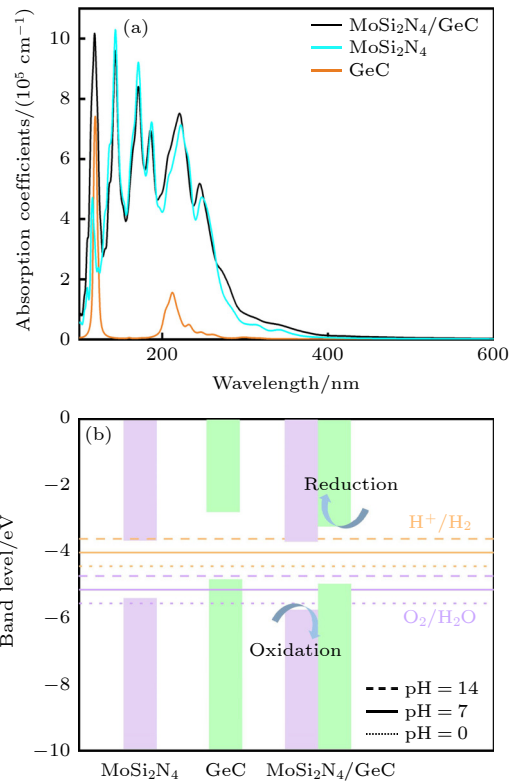 (a)
MoSi₂N₄/GeC
MoSi₂N₄
GeC
Absorption coefficients/(10⁵ cm⁻¹)
10
8
6
4
2
0
200
400
600
Wavelength/nm
(b)
Band level/eV
0
−2
−4
−6
−8
−10
Reduction
H⁺/H₂
O₂/H₂O
Oxidation
pH = 14
pH = 7
pH = 0
MoSi₂N₄
GeC
MoSi₂N₄/GeC